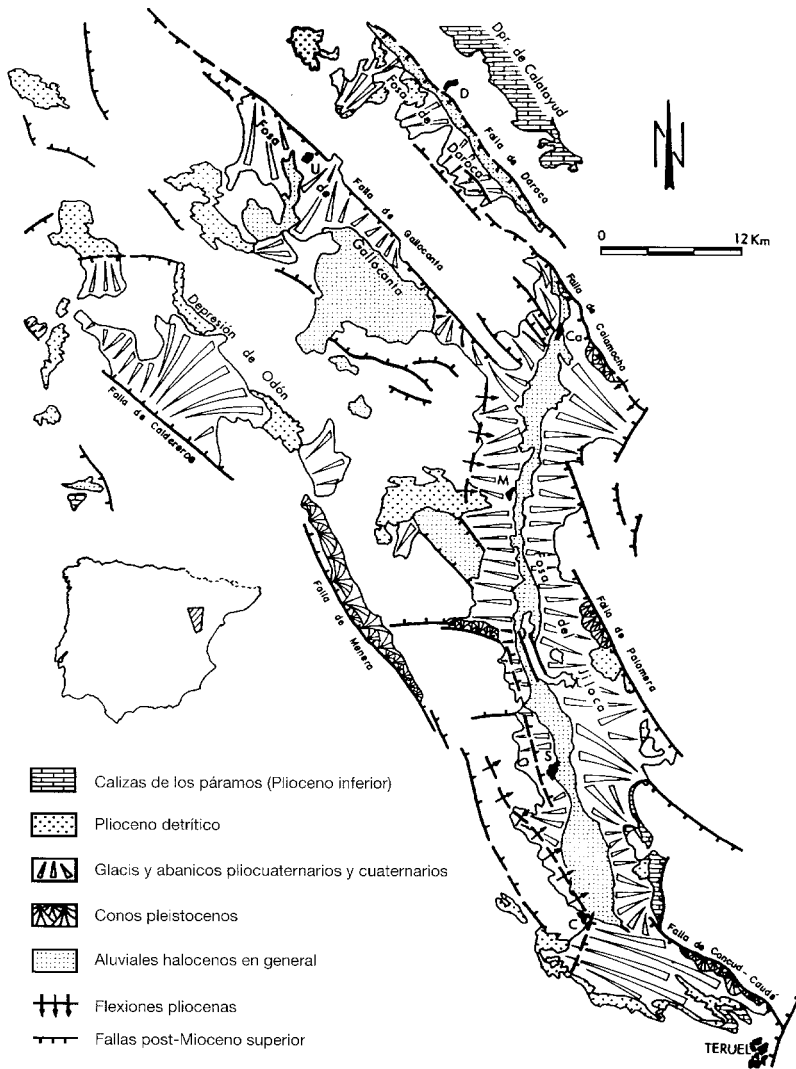 Dpr. de Calatayud
D
Fosa de Daroca
Falla de Daroca
N
0 12 Km
Fosa de Gallocanta
U
Falla de Gallocanta
Falla de Calamocha
Ca
Depresión de Odón
Falla de Caldereros
M
Fosa del Jiloca
Falla de Menera
Falla de Palomera
S
C
Falla de Concud-Caudé
TERUEL
Calizas de los páramos (Plioceno inferior)
Plioceno detrítico
Glacis y abanicos pliocuaternarios y cuaternarios
Conos pleistocenos
Aluviales halocenos en general
Flexiones pliocenas
Fallas post-Mioceno superior